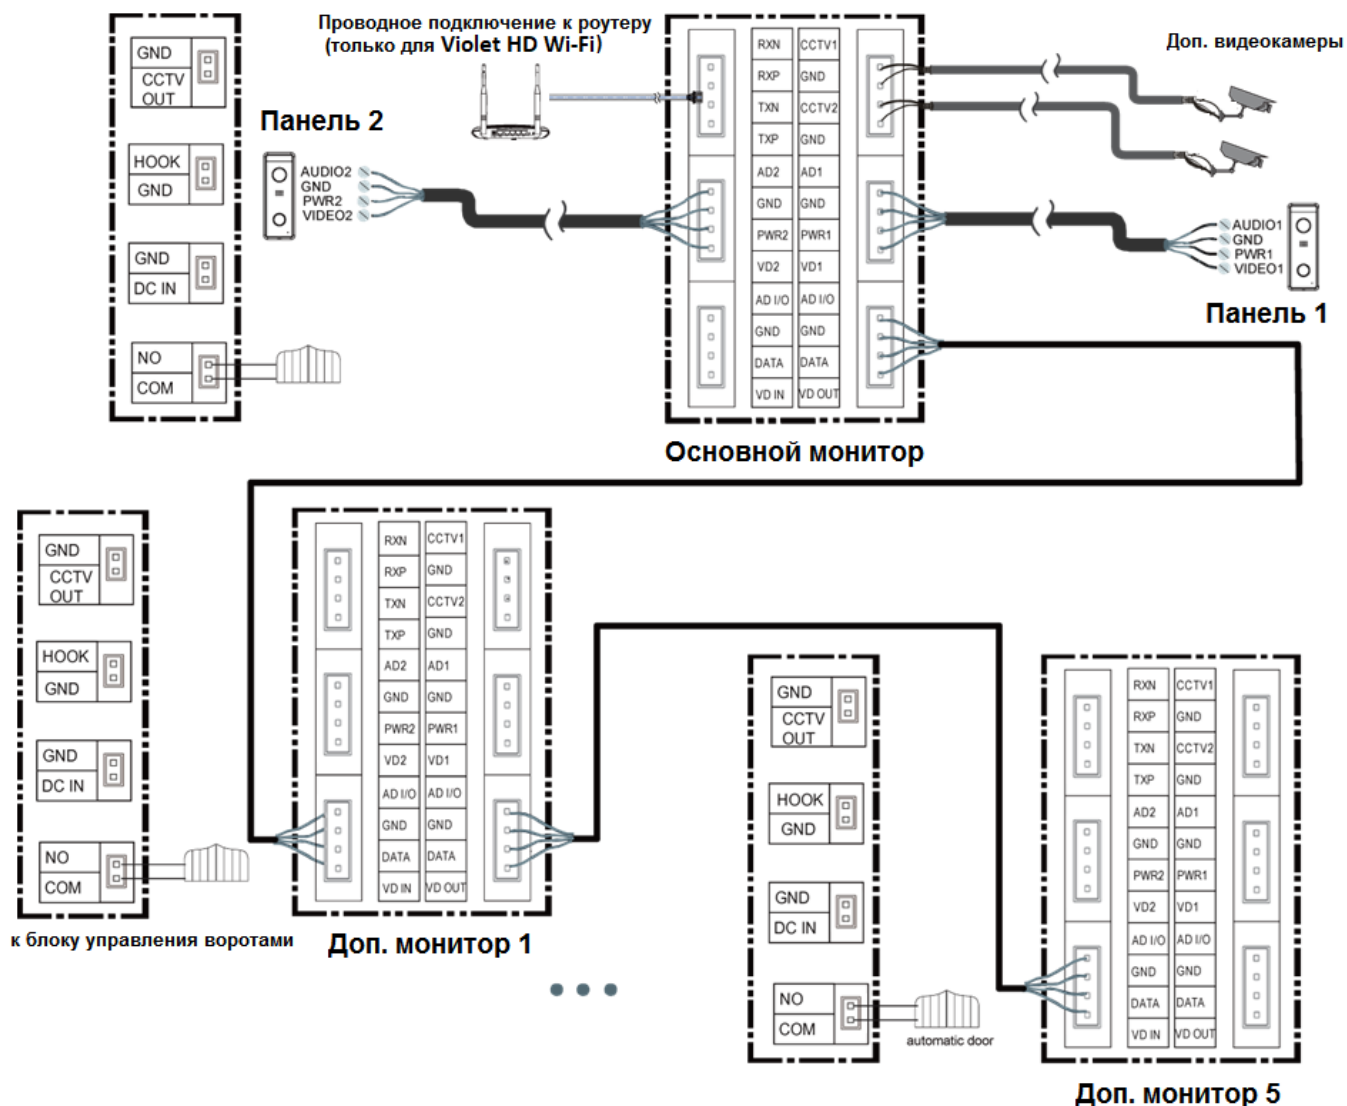 Проводное подключение к роутеру
(только для Violet HD Wi-Fi)
Доп. видеокамеры
GND
CCTV
OUT
HOOK
GND
GND
DC IN
NO
COM
Панель 2
AUDIO2
GND
PWR2
VIDEO2
RXN CCTV1
RXP GND
TXN CCTV2
TXP GND
AD2 AD1
GND GND
PWR2 PWR1
VD2 VD1
AD I/O AD I/O
GND GND
DATA DATA
VD IN VD OUT
AUDIO1
GND
PWR1
VIDEO1
Панель 1
Основной монитор
GND
CCTV
OUT
HOOK
GND
GND
DC IN
NO
COM
к блоку управления воротами
RXN CCTV1
RXP GND
TXN CCTV2
TXP GND
AD2 AD1
GND GND
PWR2 PWR1
VD2 VD1
AD I/O AD I/O
GND GND
DATA DATA
VD IN VD OUT
Доп. монитор 1
GND
CCTV
OUT
HOOK
GND
GND
DC IN
NO
COM
automatic door
RXN CCTV1
RXP GND
TXN CCTV2
TXP GND
AD2 AD1
GND GND
PWR2 PWR1
VD2 VD1
AD I/O AD I/O
GND GND
DATA DATA
VD IN VD OUT
Доп. монитор 5